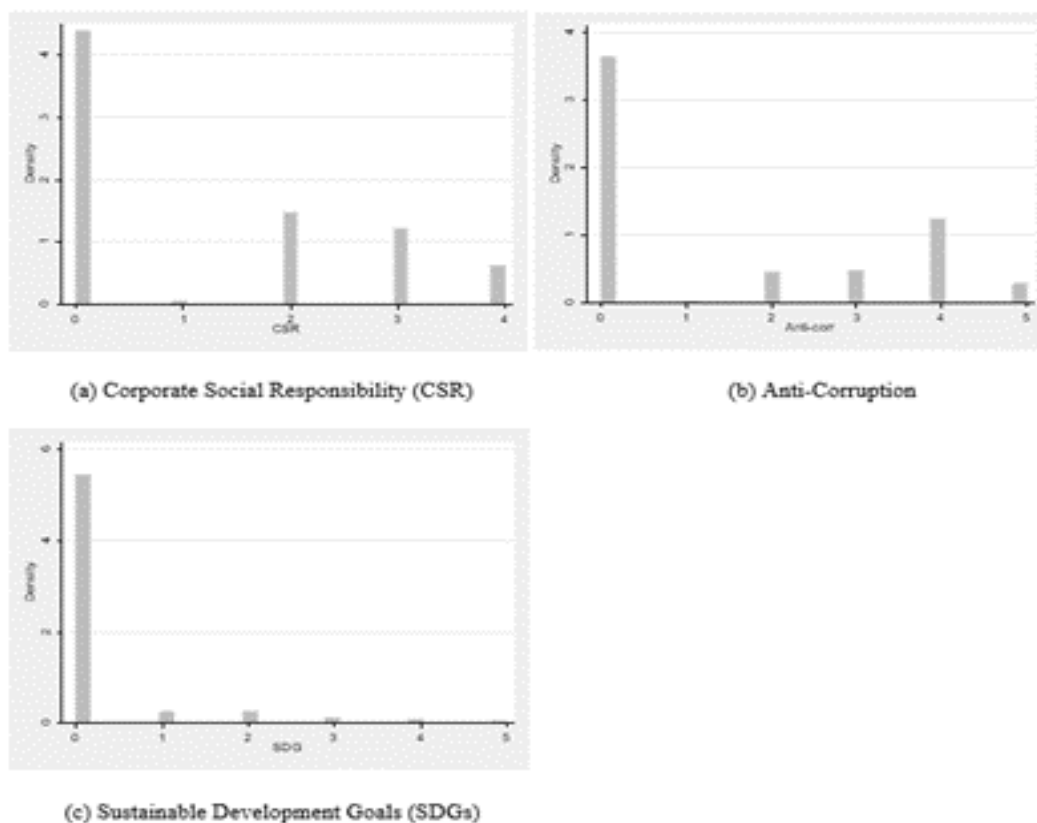 Density
0 1 2 3 4
0 1 2 3 4
CSR
(a) Corporate Social Responsibility (CSR)
Density
0 1 2 3 4
0 1 2 3 4 5
Anti-corr
(b) Anti-Corruption
Density
0 2 4 6
0 1 2 3 4 5
SDG
(c) Sustainable Development Goals (SDGs)